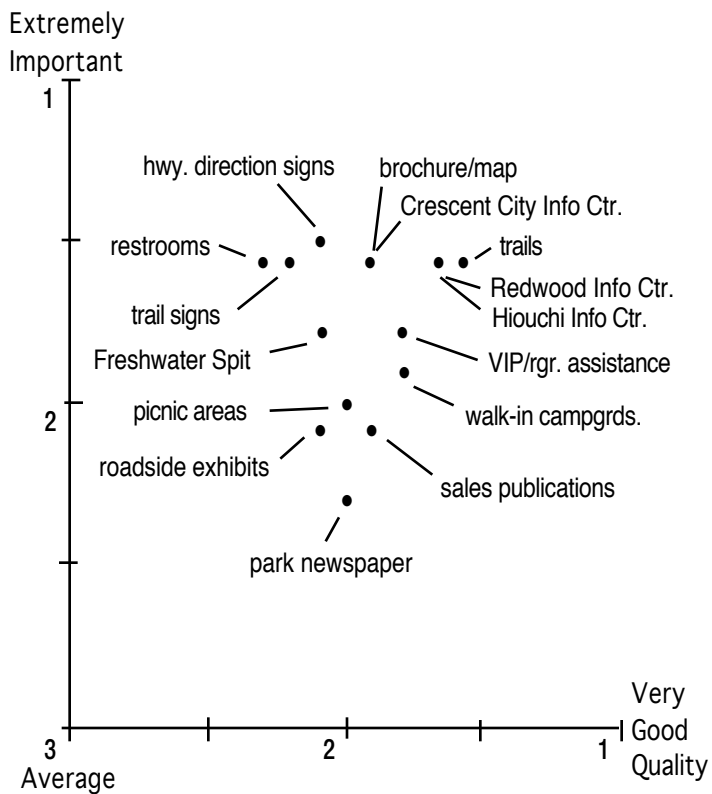 Extremely
Important
1
hwy. direction signs
brochure/map
Crescent City Info Ctr.
restrooms
trails
Redwood Info Ctr.
trail signs
Hiouchi Info Ctr.
Freshwater Spit
VIP/rgr. assistance
picnic areas
walk-in campgrds.
2
roadside exhibits
sales publications
park newspaper
Very
Good
Quality
3
2
1
Average